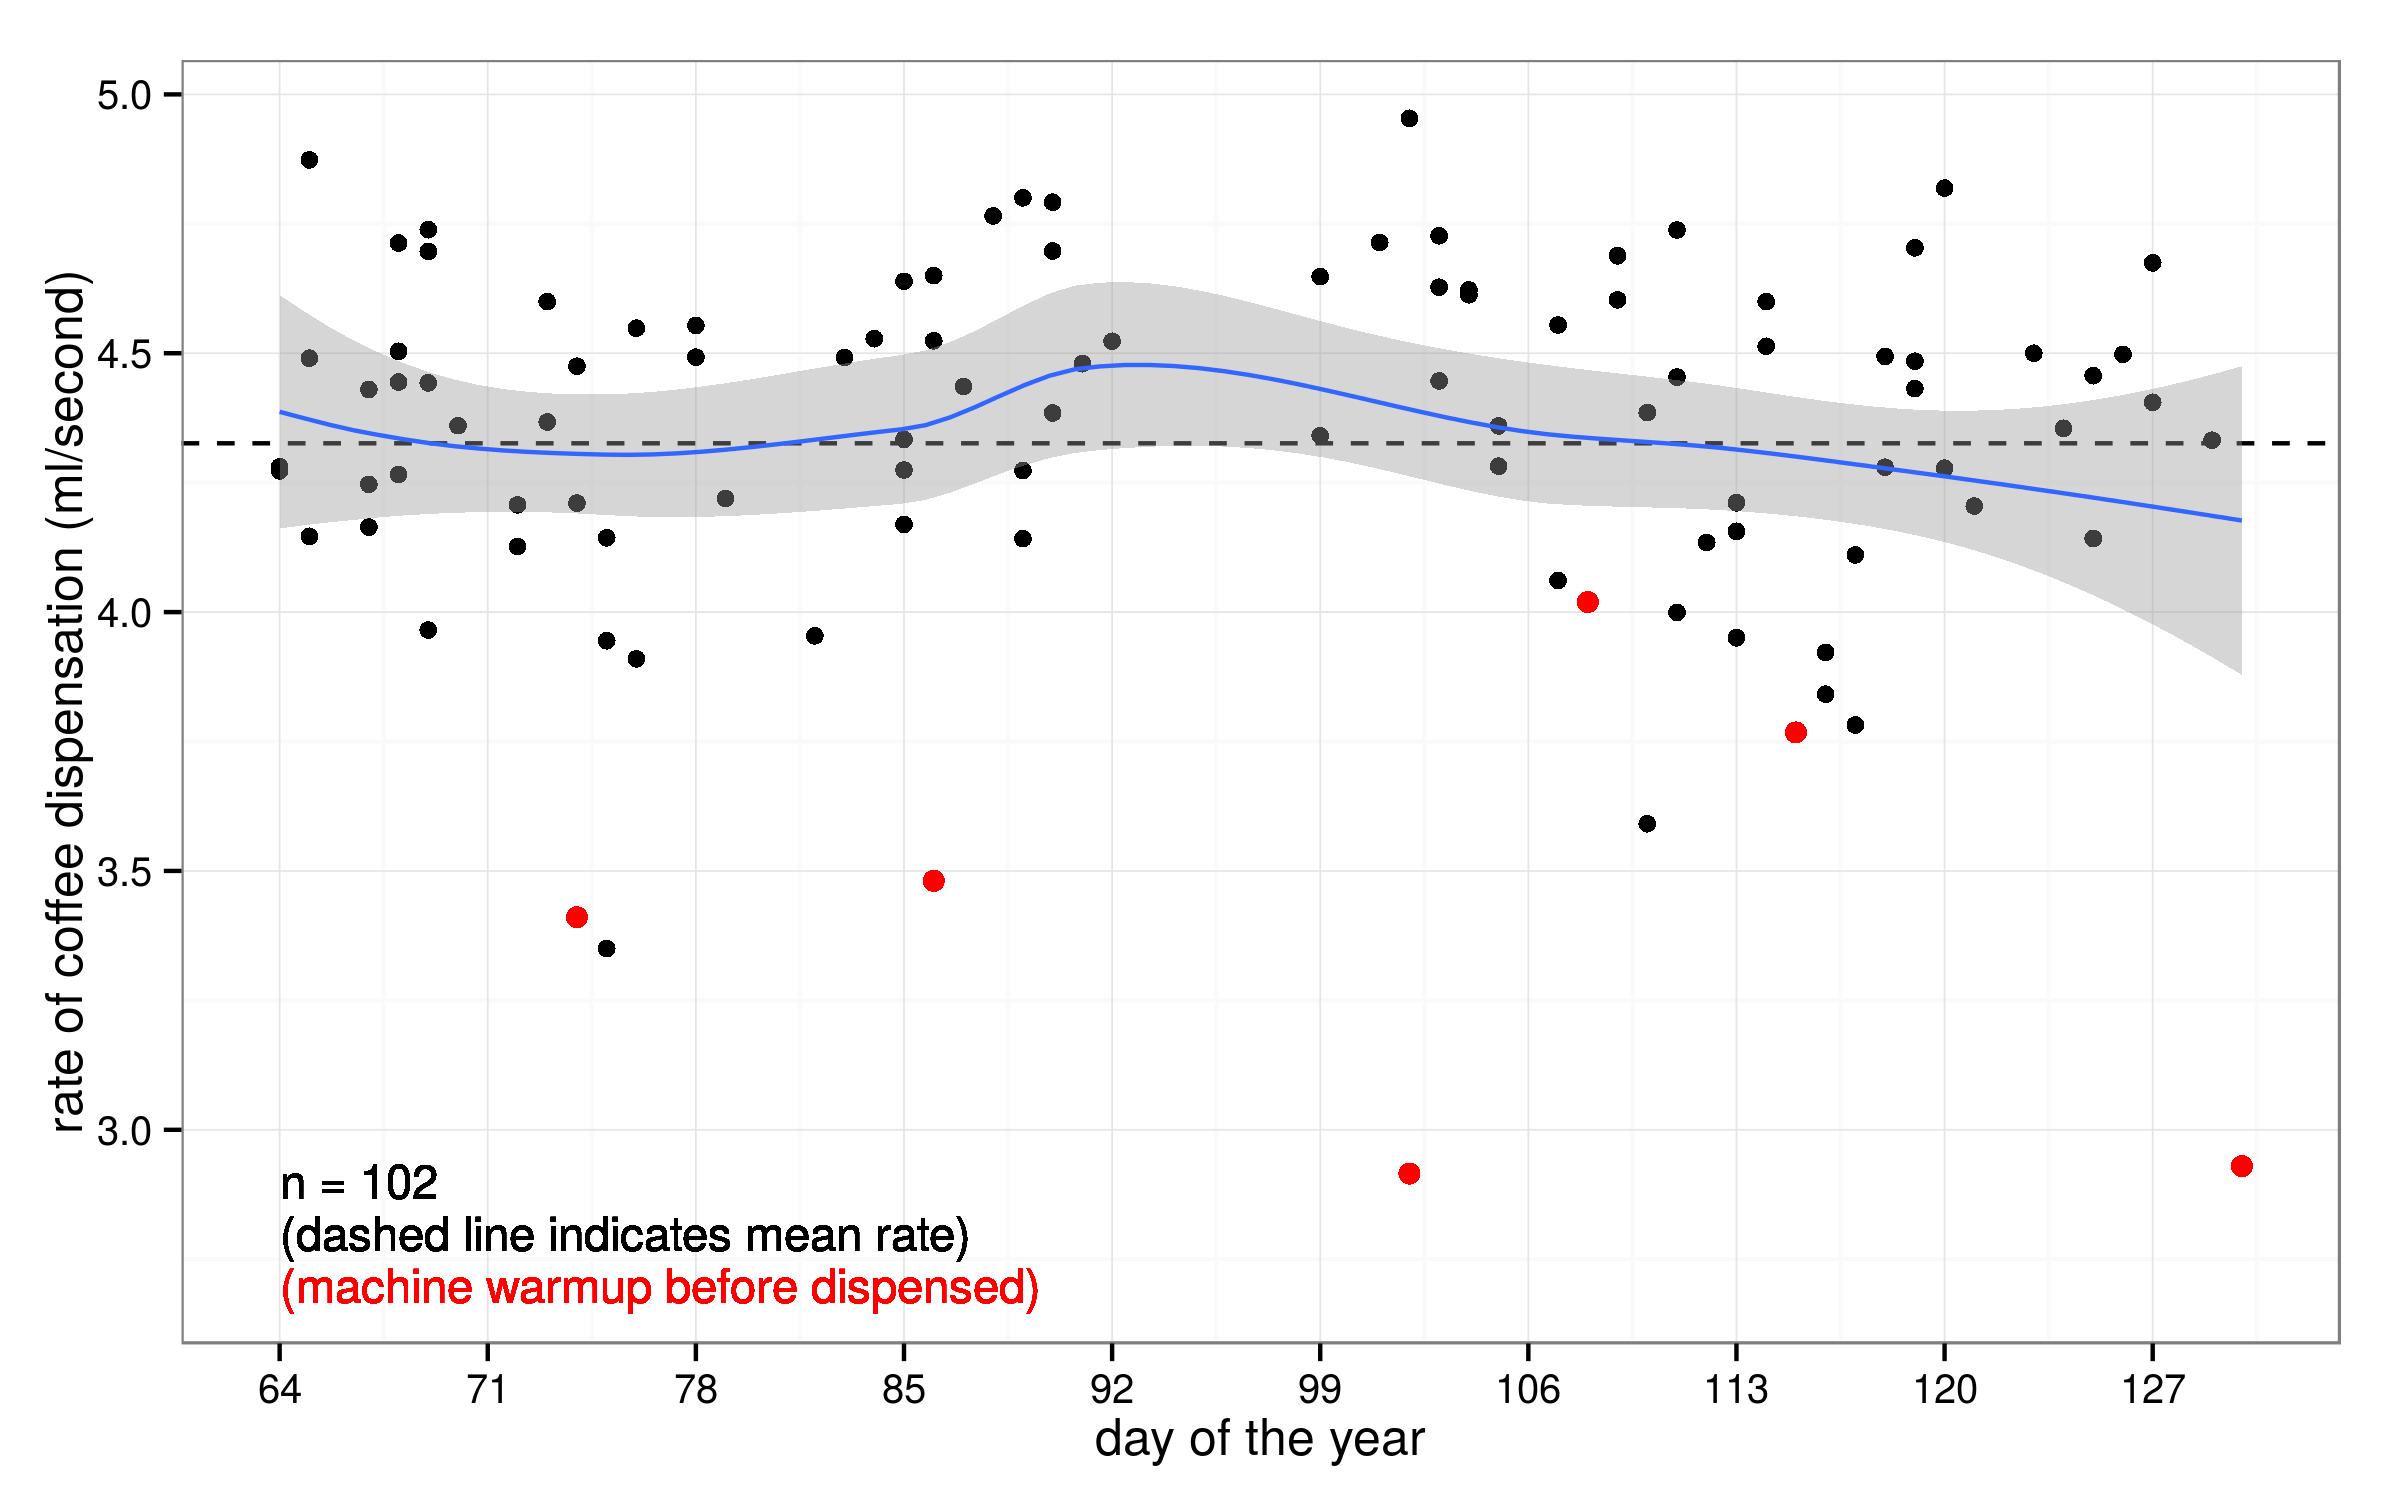 rate of coffee dispensation (ml/second)
5.0
4.5
4.0
3.5
3.0
n = 102
(dashed line indicates mean rate)
(machine warmup before dispensed)
64 71 78 85 92 99 106 113 120 127
day of the year